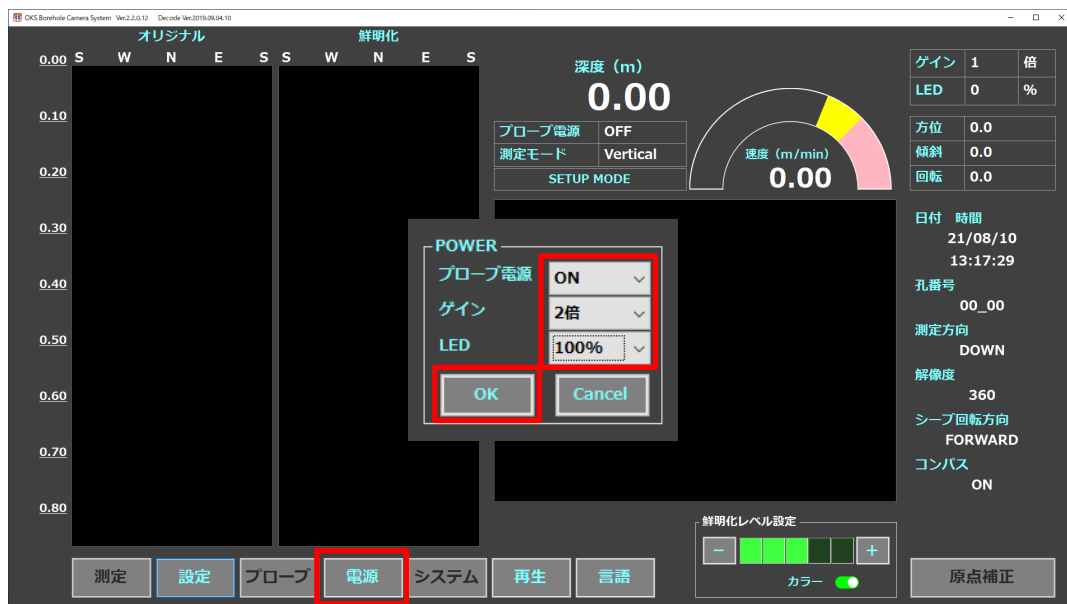 OKS Borehole Camera System Ver.2.2.0.12 Decode Ver.2019.09.04.10
オリジナル
鮮明化
S W N E S
S W N E S
0.00
0.10
0.20
0.30
0.40
0.50
0.60
0.70
0.80
深度（m）
0.00
プローブ電源 OFF
測定モード Vertical
SETUP MODE
速度（m/min）
0.00
ゲイン 1 倍
LED 0 %
方位 0.0
傾斜 0.0
回転 0.0
日付 時間
21/08/10
13:17:29
孔番号
00_00
測定方向
DOWN
解像度
360
シーブ回転方向
FORWARD
コンパス
ON
POWER
プローブ電源 ON
ゲイン 2倍
LED 100%
OK Cancel
鮮明化レベル設定
- +
カラー
測定 設定 プローブ 電源 システム 再生 言語 原点補正